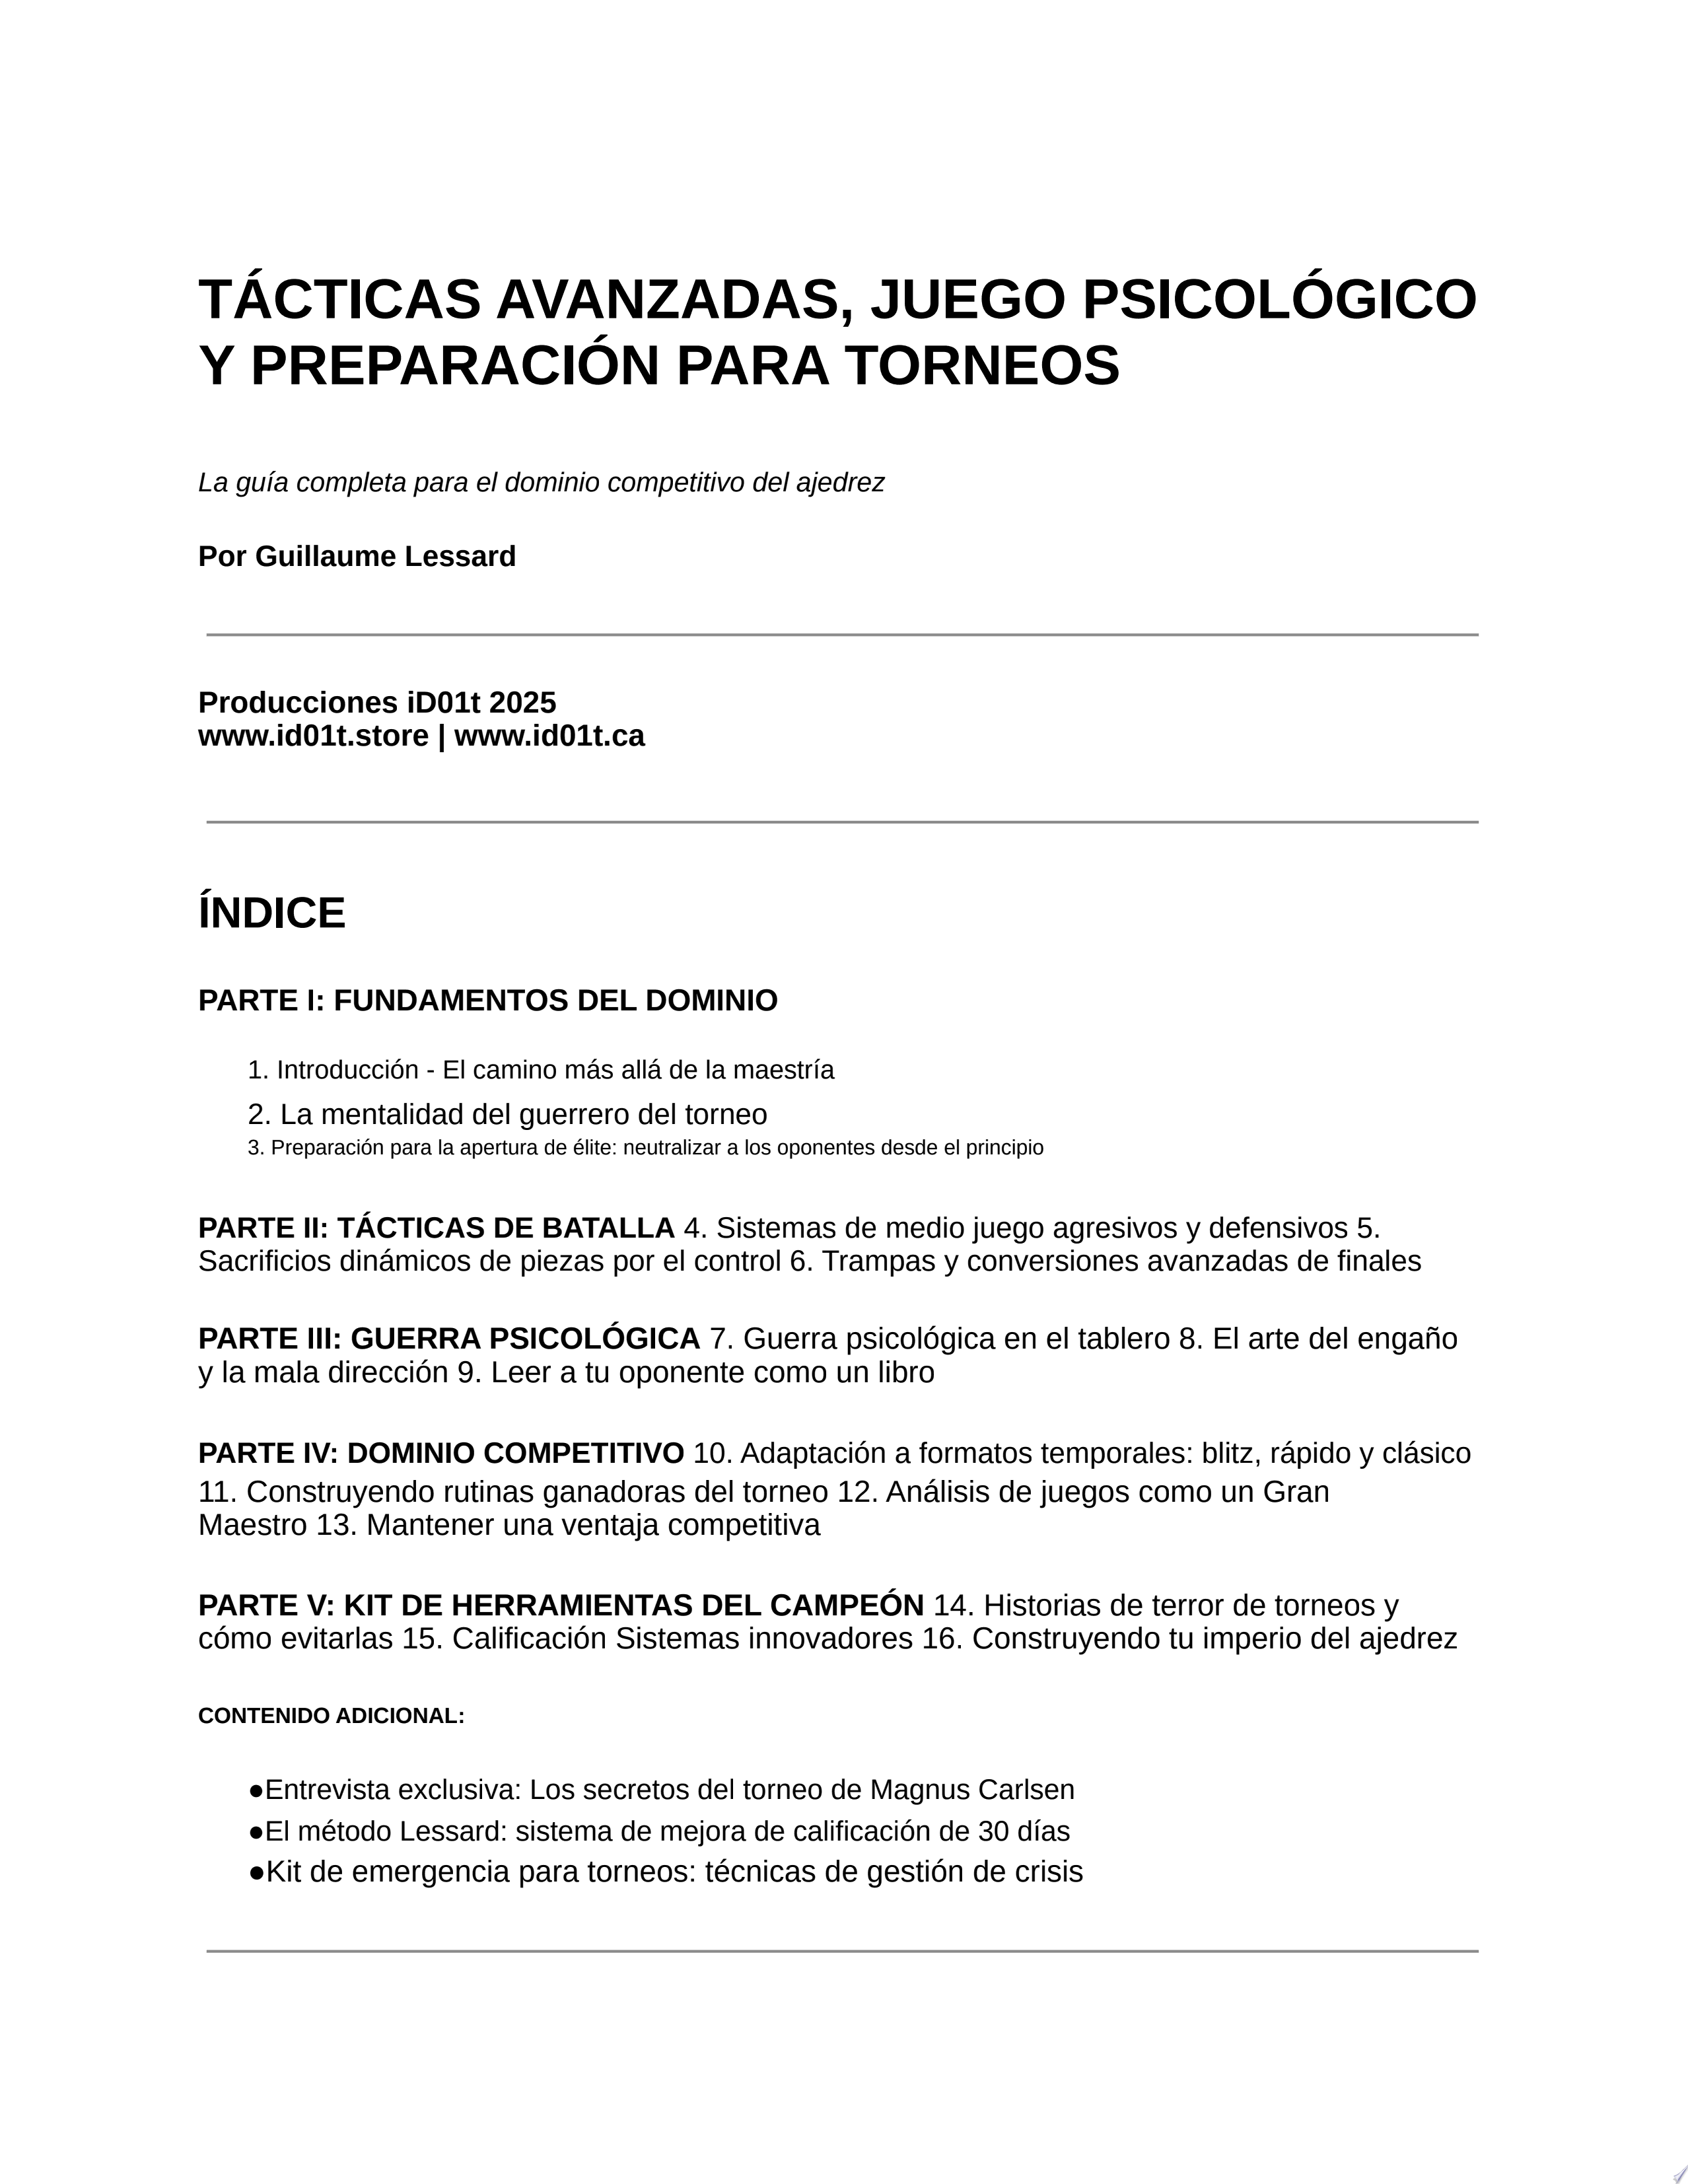 TÁCTICAS AVANZADAS, JUEGO PSICOLÓGICO
Y PREPARACIÓN PARA TORNEOS
La guía completa para el dominio competitivo del ajedrez
Por Guillaume Lessard
Producciones iD01t 2025
www.id01t.store | www.id01t.ca
ÍNDICE
PARTE I: FUNDAMENTOS DEL DOMINIO
1. Introducción - El camino más allá de la maestría
2. La mentalidad del guerrero del torneo
3. Preparación para la apertura de élite: neutralizar a los oponentes desde el principio
PARTE II: TÁCTICAS DE BATALLA 4. Sistemas de medio juego agresivos y defensivos 5.
Sacrificios dinámicos de piezas por el control 6. Trampas y conversiones avanzadas de finales
PARTE III: GUERRA PSICOLÓGICA 7. Guerra psicológica en el tablero 8. El arte del engaño
y la mala dirección 9. Leer a tu oponente como un libro
PARTE IV: DOMINIO COMPETITIVO 10. Adaptación a formatos temporales: blitz, rápido y clásico
11. Construyendo rutinas ganadoras del torneo 12. Análisis de juegos como un Gran
Maestro 13. Mantener una ventaja competitiva
PARTE V: KIT DE HERRAMIENTAS DEL CAMPEÓN 14. Historias de terror de torneos y
cómo evitarlas 15. Calificación Sistemas innovadores 16. Construyendo tu imperio del ajedrez
CONTENIDO ADICIONAL:
●Entrevista exclusiva: Los secretos del torneo de Magnus Carlsen
●El método Lessard: sistema de mejora de calificación de 30 días
●Kit de emergencia para torneos: técnicas de gestión de crisis